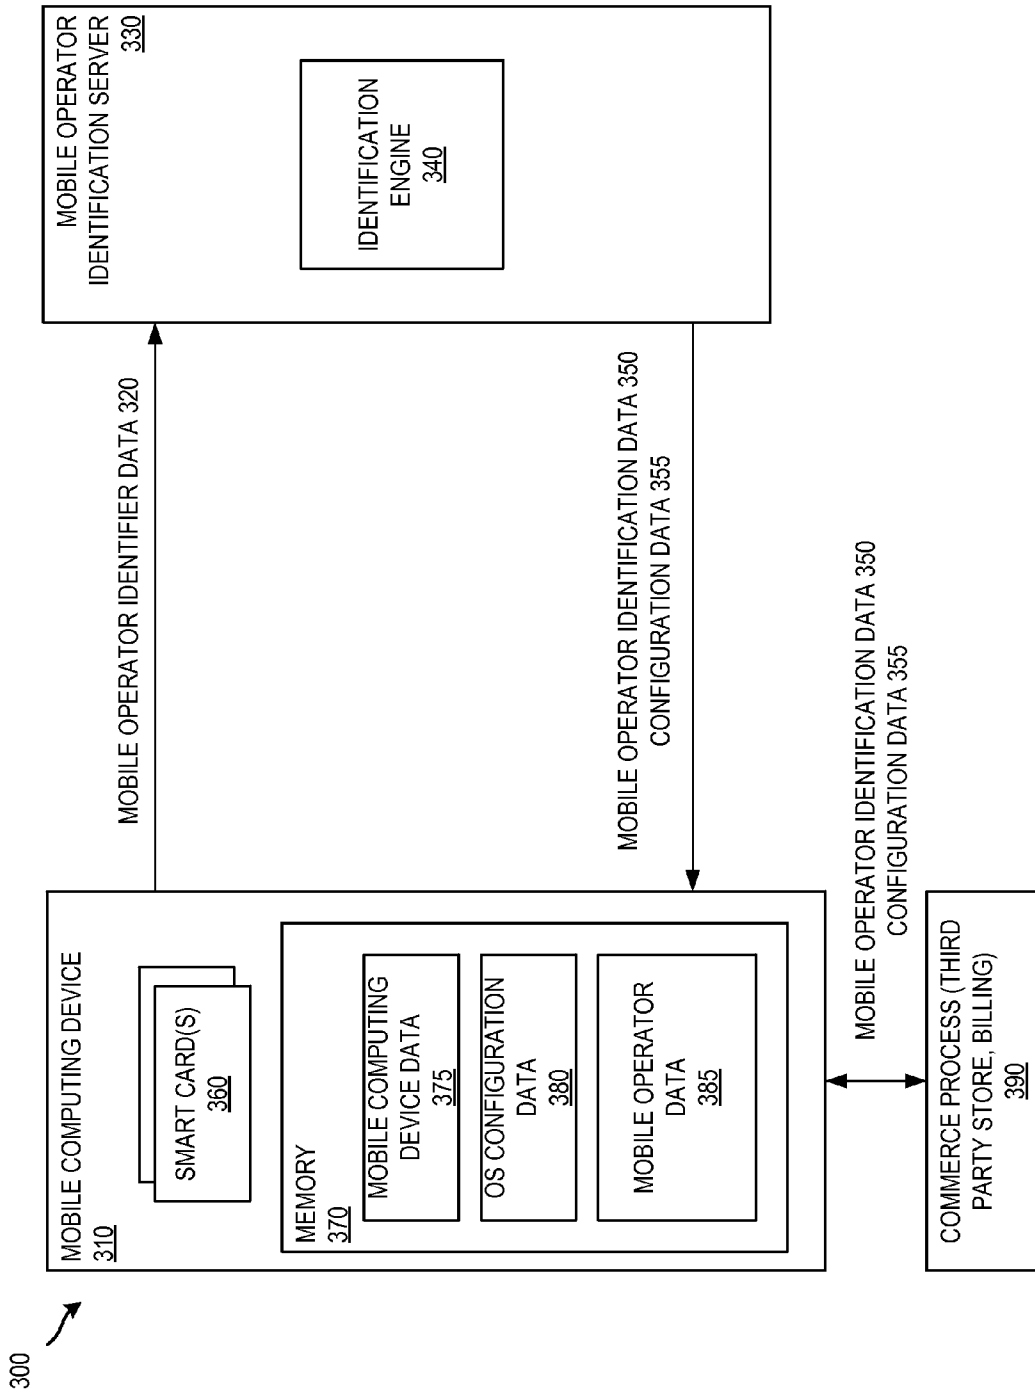 300
MOBILE COMPUTING DEVICE
310
SMART CARD(S)
360
MEMORY
370
MOBILE COMPUTING
DEVICE DATA
375
OS CONFIGURATION
DATA
380
MOBILE OPERATOR
DATA
385
MOBILE OPERATOR IDENTIFIER DATA 320
MOBILE OPERATOR IDENTIFICATION DATA 350
CONFIGURATION DATA 355
MOBILE OPERATOR
IDENTIFICATION SERVER
330
IDENTIFICATION
ENGINE
340
MOBILE OPERATOR IDENTIFICATION DATA 350
CONFIGURATION DATA 355
COMMERCE PROCESS (THIRD
PARTY STORE, BILLING)
390